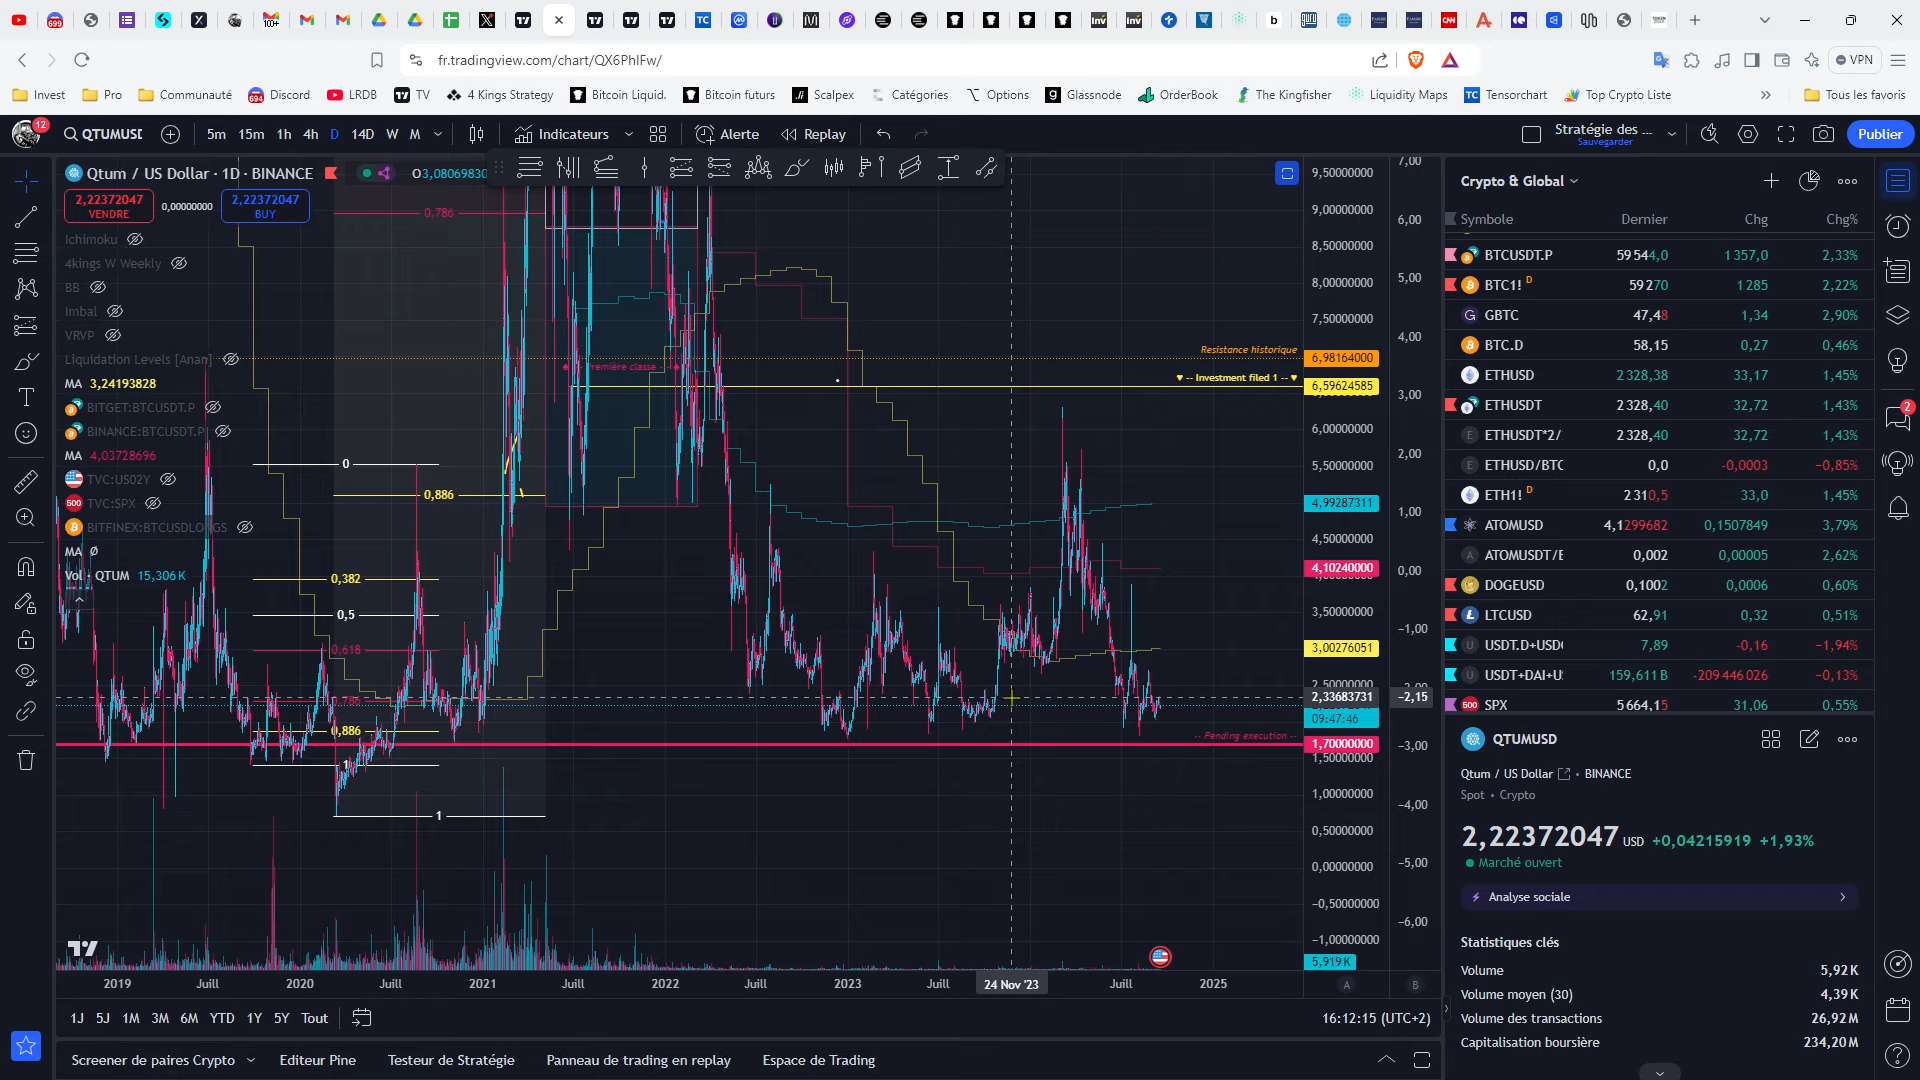 fr.tradingview.com/chart/QX6PhIFw/
VPN
Invest
Pro
Communauté
Discord
LRDB
TV
4 Kings Strategy
Bitcoin Liquid.
Bitcoin futurs
Scalpex
Catégories
Options
Glassnode
OrderBook
The Kingfisher
Liquidity Maps
Tensorchart
Top Crypto Liste
Tous les favoris
12
QTUMUSD
5m 15m 1h 4h D 14D W M
Indicateurs
Alerte
Replay
Stratégie des ...
Sauvegarder
Publier
Qtum / US Dollar · 1D · BINANCE
O3,08069830
2,22372047
VENDRE
0,00000000
2,22372047
BUY
Ichimoku
4kings W Weekly
BB
Imbal
VRVP
Liquidation Levels [Anan]
MA 3,24193828
BITGET:BTCUSDT.P
BINANCE:BTCUSDT.P
MA 4,03728696
TVC:US02Y
TVC:SPX
BITFINEX:BTCUSDLONGS
MA Ø
Vol · QTUM 15,306 K
0,786
0
0,886
0,382
0,5
0,618
0,786
0,886
1
1
Première classe
Resistance historique
♥ -- Investment filed 1 -- ♥
-- Pending execution --
9,50000000
9,00000000
8,50000000
8,00000000
7,50000000
6,98164000
6,59624585
6,00000000
5,50000000
4,99287311
4,50000000
4,10240000
3,50000000
3,00276051
2,50000000
2,33683731
09:47:46
1,70000000
1,50000000
1,00000000
0,50000000
0,00000000
−0,50000000
−1,00000000
5,919 K
7,00
6,00
5,00
4,00
3,00
2,00
1,00
0,00
−1,00
−2,15
−3,00
−4,00
−5,00
−6,00
2019 Juill 2020 Juill 2021 Juill 2022 Juill 2023 Juill 24 Nov '23 Juill 2025
A
B
1J 5J 1M 3M 6M YTD 1Y 5Y Tout
16:12:15 (UTC+2)
Screener de paires Crypto
Editeur Pine
Testeur de Stratégie
Panneau de trading en replay
Espace de Trading
Crypto & Global
Symbole Dernier Chg Chg%
BTCUSDT.P 59 544,0 1 357,0 2,33%
BTC1! D 59 270 1 285 2,22%
GBTC 47,48 1,34 2,90%
BTC.D 58,15 0,27 0,46%
ETHUSD 2 328,38 33,17 1,45%
ETHUSDT 2 328,40 32,72 1,43%
ETHUSDT*2/ 2 328,40 32,72 1,43%
ETHUSD/BTC 0,0 −0,0003 −0,85%
ETH1! D 2 310,5 33,0 1,45%
ATOMUSD 4,1299682 0,1507849 3,79%
ATOMUSDT/E 0,002 0,00005 2,62%
DOGEUSD 0,1002 0,0006 0,60%
LTCUSD 62,91 0,32 0,51%
USDT.D+USD 7,89 −0,16 −1,94%
USDT+DAI+U 159,611 B −209 446 026 −0,13%
SPX 5 664,15 31,06 0,55%
QTUMUSD
Qtum / US Dollar • BINANCE
Spot • Crypto
2,22372047 USD +0,04215919 +1,93%
Marché ouvert
Analyse sociale
Statistiques clés
Volume 5,92 K
Volume moyen (30) 4,39 K
Volume des transactions 26,92 M
Capitalisation boursière 234,20 M
2